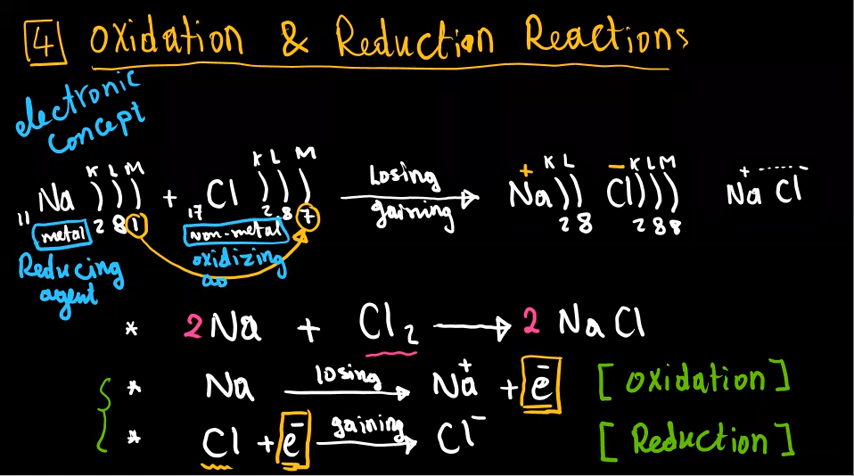 4 Oxidation & Reduction Reactions
electronic
concept
K L M K L M Losing + K L − K L M + ......
11 Na ) ) ) + 17 Cl ) ) ) gaining Na ) ) Cl ) ) ) Na Cl−
2 8 1 2.8 7 2 8 2 8 8
metal non-metal
Reducing oxidizing
agent ao
* 2 Na + Cl2 → 2 NaCl
* Na losing → Na+ + e− [ Oxidation ]
* Cl + e− gaining → Cl− [ Reduction ]